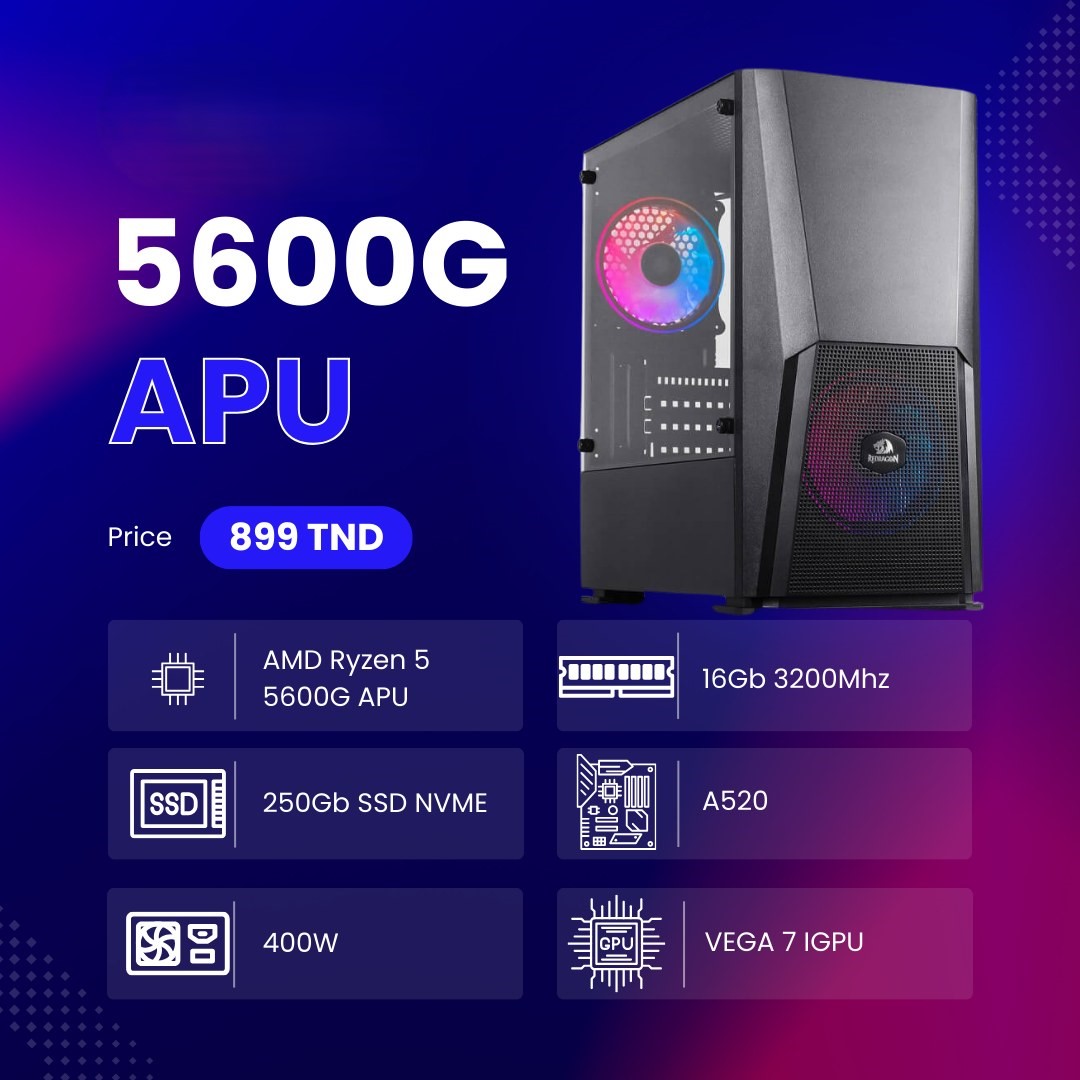 5600G
APU
Price
899 TND
REDRAGON
AMD Ryzen 5
5600G APU
16Gb 3200Mhz
SSD
250Gb SSD NVME
A520
400W
GPU
VEGA 7 IGPU